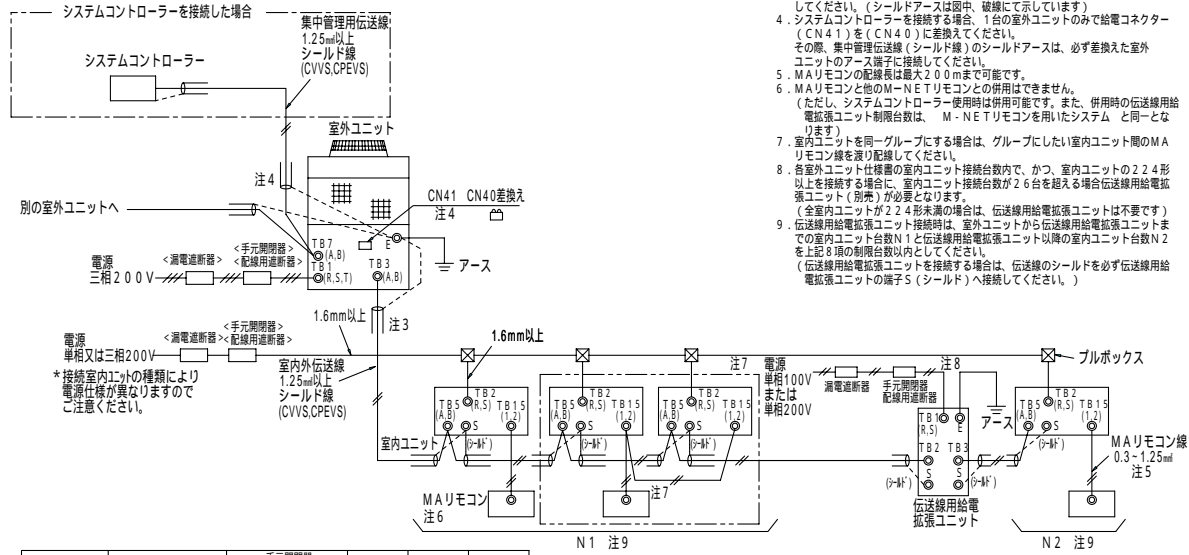 システムコントローラーを接続した場合
集中管理用伝送線
1.25㎟以上
シールド線
(CVVS,CPEVS)
システムコントローラー
室外ユニット
注4
CN41 CN40差換え
注4
別の室外ユニットへ
TB7
(A,B)
TB1
(R,S,T)
TB3
(A,B)
E
アース
電源
三相200V
<漏電遮断器>
<手元開閉器>
<配線用遮断器>
注3
1.6mm以上
電源
単相又は三相200V
<漏電遮断器>
<手元開閉器>
<配線用遮断器>
*接続室内ユニットの種類により
電源仕様が異なりますので
ご注意ください。
室内外伝送線
1.25㎟以上
シールド線
(CVVS,CPEVS)
1.6mm以上
プルボックス
室内ユニット
TB5
(A,B)
S
TB2
(R,S)
TB15
(1,2)
(シールド)
MAリモコン
注6
TB5
(A,B)
S
TB2
(R,S)
TB15
(1,2)
(シールド)
TB5
(A,B)
S
TB2
(R,S)
TB15
(1,2)
(シールド)
注7
注7
電源
単相100V
または
単相200V
漏電遮断器
手元開閉器
配線用遮断器
注8
アース
TB1
(R,S)
E
TB2
TB3
S
S
(シールド)
(シールド)
伝送線用給電
拡張ユニット
TB5
(A,B)
S
TB2
(R,S)
TB15
(1,2)
(シールド)
MAリモコン線
0.3~1.25㎟
注5
N1 注9
N2 注9
してください。(シールドアースは図中、破線にて示しています)
4.システムコントローラーを接続する場合、1台の室外ユニットのみで給電コネクター
(CN41)を(CN40)に差換えてください。
その際、集中管理伝送線(シールド線)のシールドアースは、必ず差換えた室外
ユニットのアース端子に接続してください。
5.MAリモコンの配線長は最大200mまで可能です。
6.MAリモコンと他のM-NETリモコンとの併用はできません。
(ただし、システムコントローラー使用時は併用可能です。また、併用時の伝送線用給
電拡張ユニット制限台数は、 M-NETリモコンを用いたシステム と同一とな
ります)
7.室内ユニットを同一グループにする場合は、グループにしたい室内ユニット間のMA
リモコン線を渡り配線してください。
8.各室外ユニット仕様書の室内ユニット接続台数内で、かつ、室内ユニットの224形
以上を接続する場合に、室内ユニット接続台数が26台を超える場合伝送線用給電拡
張ユニット(別売)が必要となります。
(全室内ユニットが224形未満の場合は、伝送線用給電拡張ユニットは不要です)
9.伝送線用給電拡張ユニット接続時は、室外ユニットから伝送線用給電拡張ユニットま
での室内ユニット台数N1と伝送線用給電拡張ユニット以降の室内ユニット台数N2
を上記8項の制限台数以内としてください。
(伝送線用給電拡張ユニットを接続する場合は、伝送線のシールドを必ず伝送線用給
電拡張ユニットの端子S(シールド)へ接続してください。)
手元開閉器